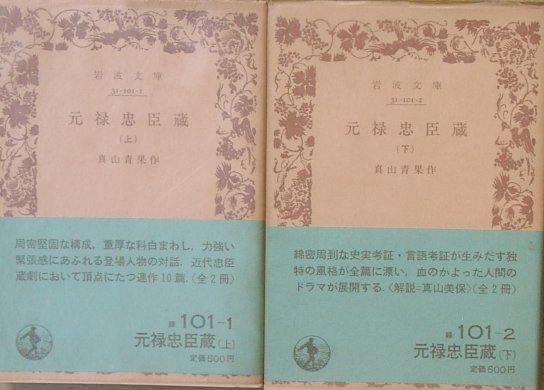 岩波文庫
31-101-1
元禄忠臣蔵
(上)
真山青果作
周密堅固な構成，重厚な科白まわし，力強い
緊張感にあふれる登場人物の対話．近代忠臣
蔵劇において頂点にたつ連作10篇．〈全2冊〉
緑 101-1
元禄忠臣蔵(上)
定価500円
岩波文庫
31-101-2
元禄忠臣蔵
(下)
真山青果作
綿密周到な史実考証・言語考証が生みだす独
特の風格が全篇に漂い，血のかよった人間の
ドラマが展開する．〈解説=真山美保〉〈全2冊〉
緑 101-2
元禄忠臣蔵(下)
定価500円